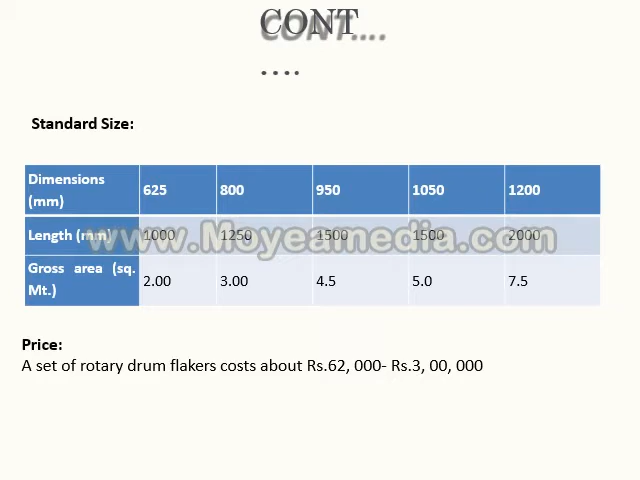 CONT
....
Standard Size:
Dimensions (mm) 625 800 950 1050 1200
Length (mm) 1000 1250 1500 1500 2000
Gross area (sq. Mt.) 2.00 3.00 4.5 5.0 7.5
www.Moyeamedia.com
Price:
A set of rotary drum flakers costs about Rs.62, 000- Rs.3, 00, 000